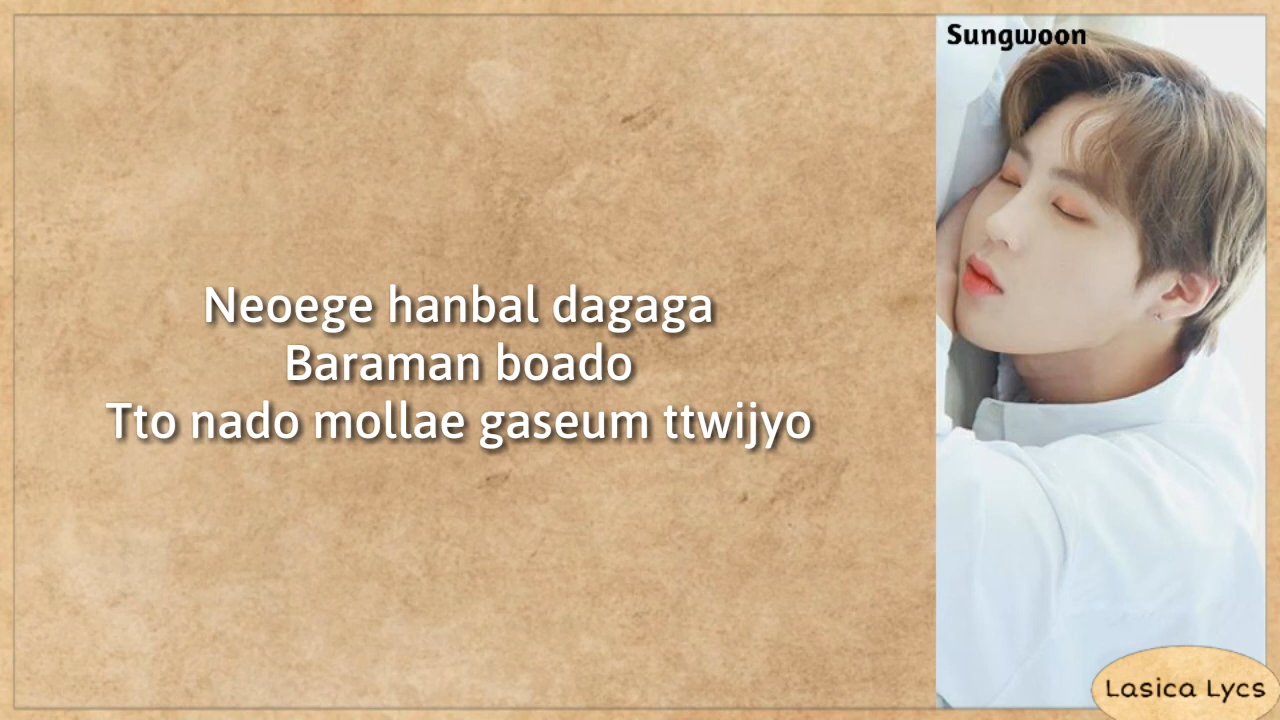 Sungwoon
Neoege hanbal dagaga
Baraman boado
Tto nado mollae gaseum ttwijyo
Lasica Lycs